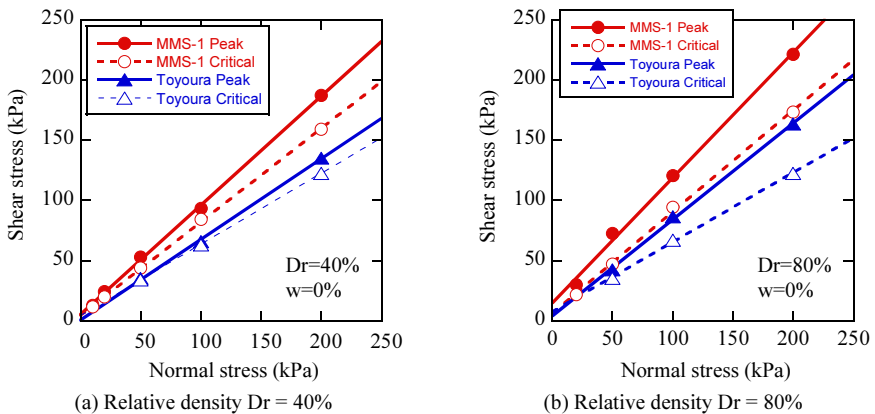 250
200
150
100
50
0
Shear stress (kPa)
MMS-1 Peak
MMS-1 Critical
Toyoura Peak
Toyoura Critical
Dr=40%
w=0%
0 50 100 150 200 250
Normal stress (kPa)
(a) Relative density Dr = 40%
250
200
150
100
50
0
Shear stress (kPa)
MMS-1 Peak
MMS-1 Critical
Toyoura Peak
Toyoura Critical
Dr=80%
w=0%
0 50 100 150 200 250
Normal stress (kPa)
(b) Relative density Dr = 80%